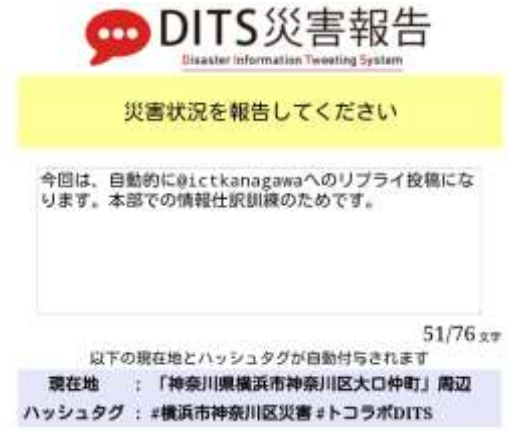 DITS災害報告
Disaster Information Tweeting System
災害状況を報告してください
今回は、自動的に@ictkanagawaへのリプライ投稿にな
ります。本部での情報仕訳訓練のためです。
51/76 文字
以下の現在地とハッシュタグが自動付与されます
現在地 : 「神奈川県横浜市神奈川区大口仲町」周辺
ハッシュタグ : #横浜市神奈川区災害 #トコラボDITS